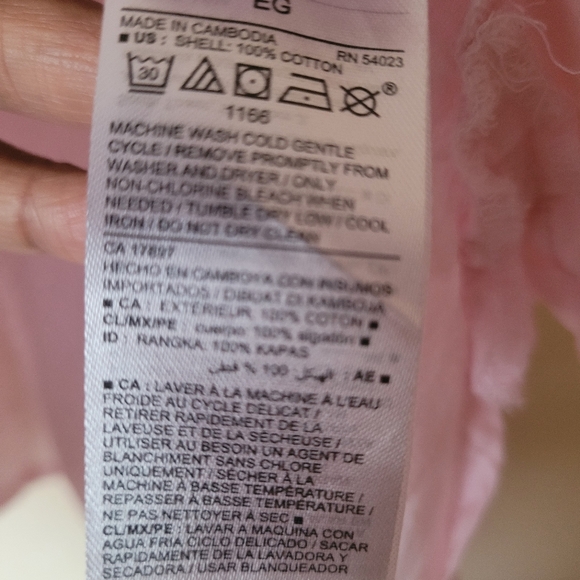 EG
MADE IN CAMBODIA
■ US : SHELL: 100% COTTON RN 54023
30 ®
1156
MACHINE WASH COLD GENTLE
CYCLE / REMOVE PROMPTLY FROM
WASHER AND DRYER / ONLY
NON-CHLORINE BLEACH WHEN
NEEDED / TUMBLE DRY LOW / COOL
IRON / DO NOT DRY CLEAN
CA 17897
HECHO EN CAMBOYA CON INSUMOS
IMPORTADOS / DIBUAT DI KAMBOJA
■ CA : EXTÉRIEUR: 100% COTON ■
CL/MX/PE : cuerpo: 100% algodón ■
ID : RANGKA: 100% KAPAS
■ AE : الهيكل: 100 % قطن
■ CA : LAVER À LA MACHINE À L'EAU
FROIDE AU CYCLE DÉLICAT /
RETIRER RAPIDEMENT DE LA
LAVEUSE ET DE LA SÉCHEUSE /
UTILISER AU BESOIN UN AGENT DE
BLANCHIMENT SANS CHLORE
UNIQUEMENT / SÉCHER À LA
MACHINE À BASSE TEMPÉRATURE /
REPASSER À BASSE TEMPÉRATURE /
NE PAS NETTOYER À SEC ■
CL/MX/PE : LAVAR A MAQUINA CON
AGUA FRIA CICLO DELICADO / SACAR
RAPIDAMENTE DE LA LAVADORA Y
SECADORA / USAR BLANQUEADOR